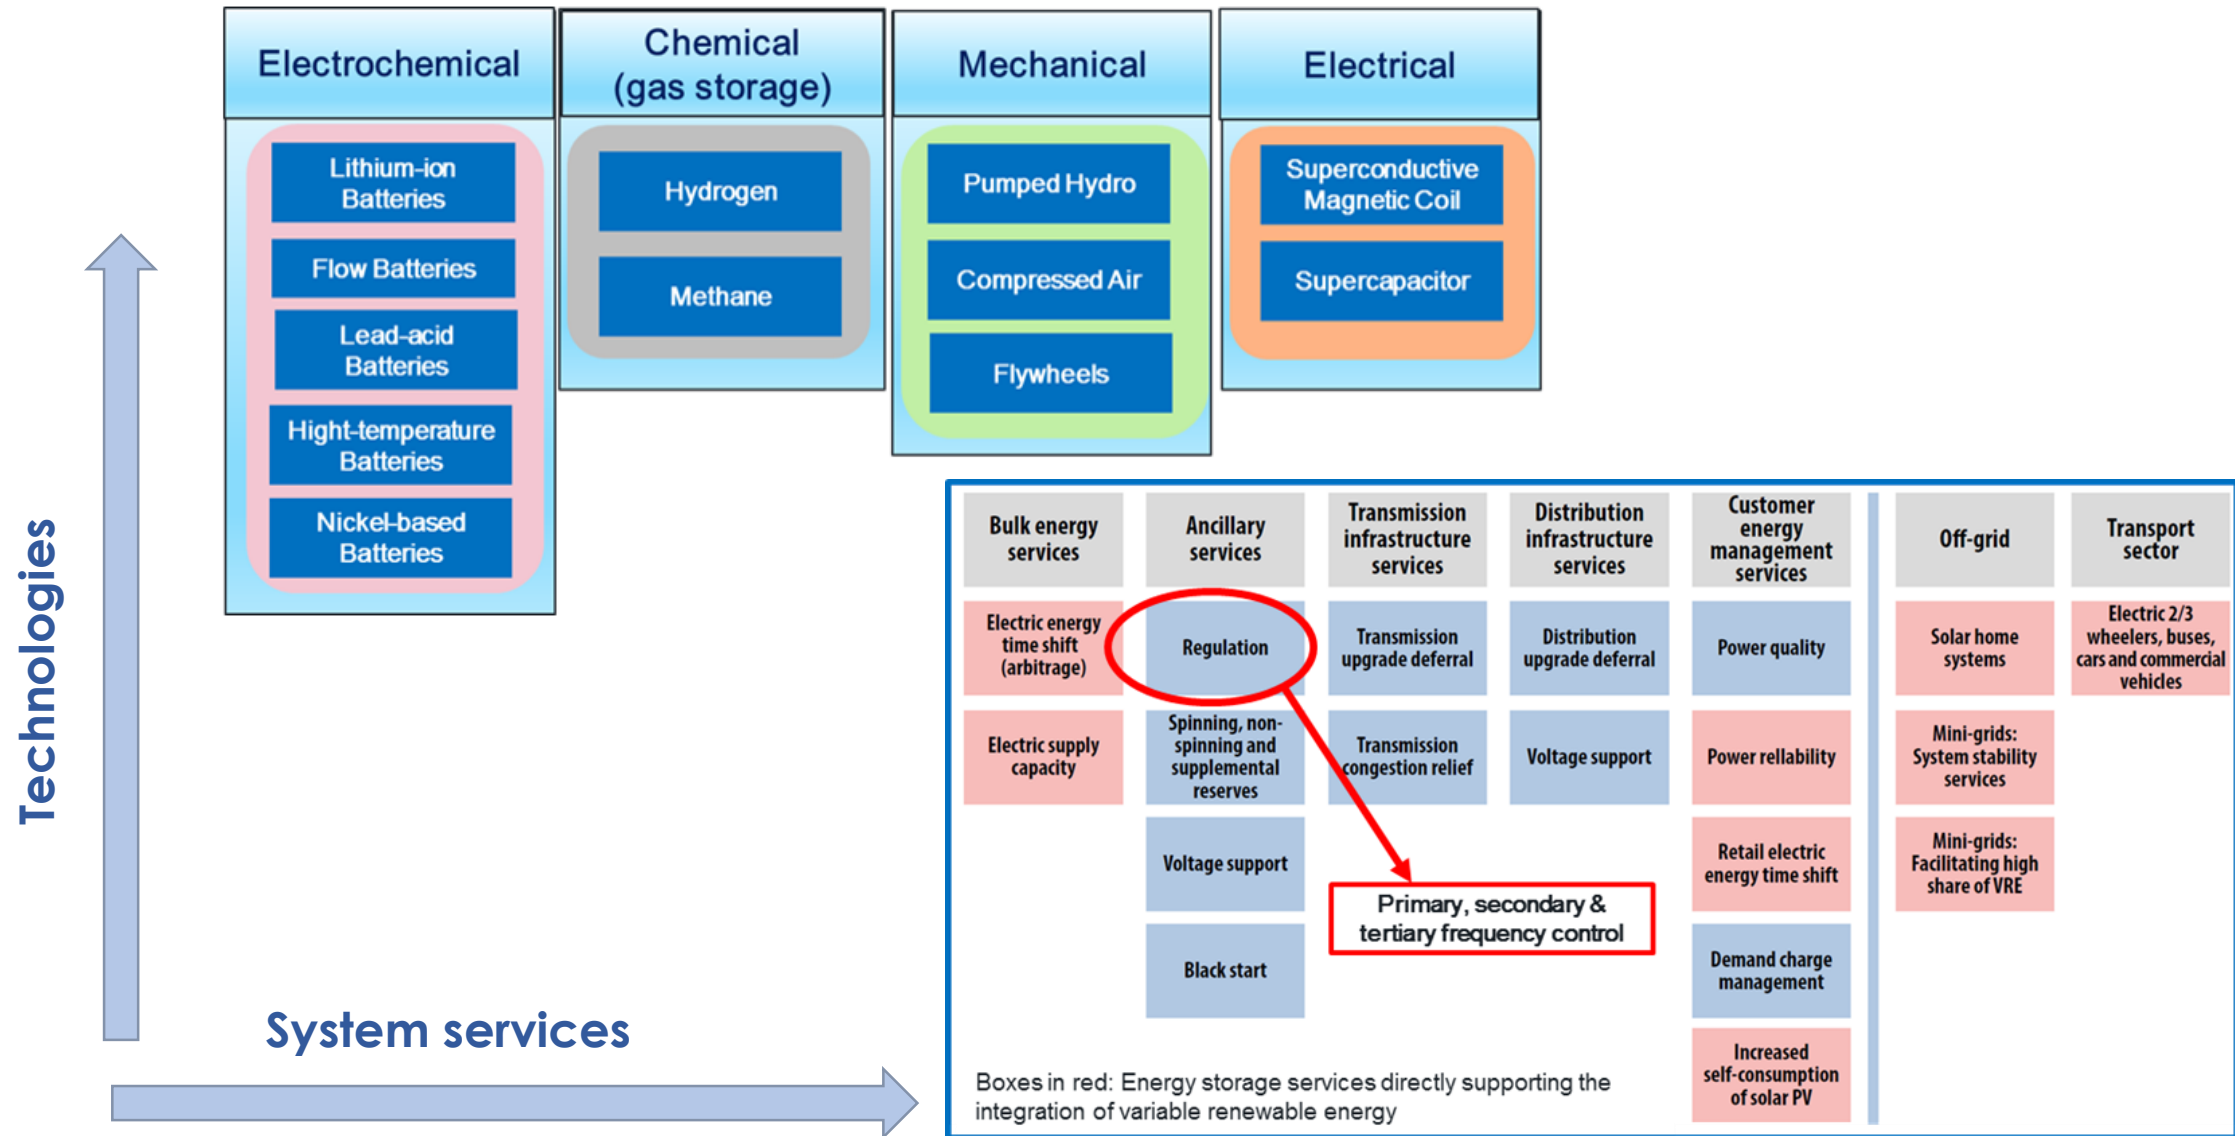 Electrochemical
Lithium-ion
Batteries
Flow Batteries
Lead-acid
Batteries
Hight-temperature
Batteries
Nickel-based
Batteries
Chemical
(gas storage)
Hydrogen
Methane
Mechanical
Pumped Hydro
Compressed Air
Flywheels
Electrical
Superconductive
Magnetic Coil
Supercapacitor
Technologies
System services
Bulk energy
services
Electric energy
time shift
(arbitrage)
Electric supply
capacity
Ancillary
services
Regulation
Spinning, non-
spinning and
supplemental
reserves
Voltage support
Black start
Transmission
infrastructure
services
Transmission
upgrade deferral
Transmission
congestion relief
Primary, secondary &
tertiary frequency control
Distribution
infrastructure
services
Distribution
upgrade deferral
Voltage support
Customer
energy
management
services
Power quality
Power rellability
Retail electric
energy time shift
Demand charge
management
Increased
self-consumption
of solar PV
Off-grid
Solar home
systems
Mini-grids:
System stability
services
Mini-grids:
Facilitating high
share of VRE
Transport
sector
Electric 2/3
wheelers, buses,
cars and commercial
vehicles
Boxes in red: Energy storage services directly supporting the
integration of variable renewable energy